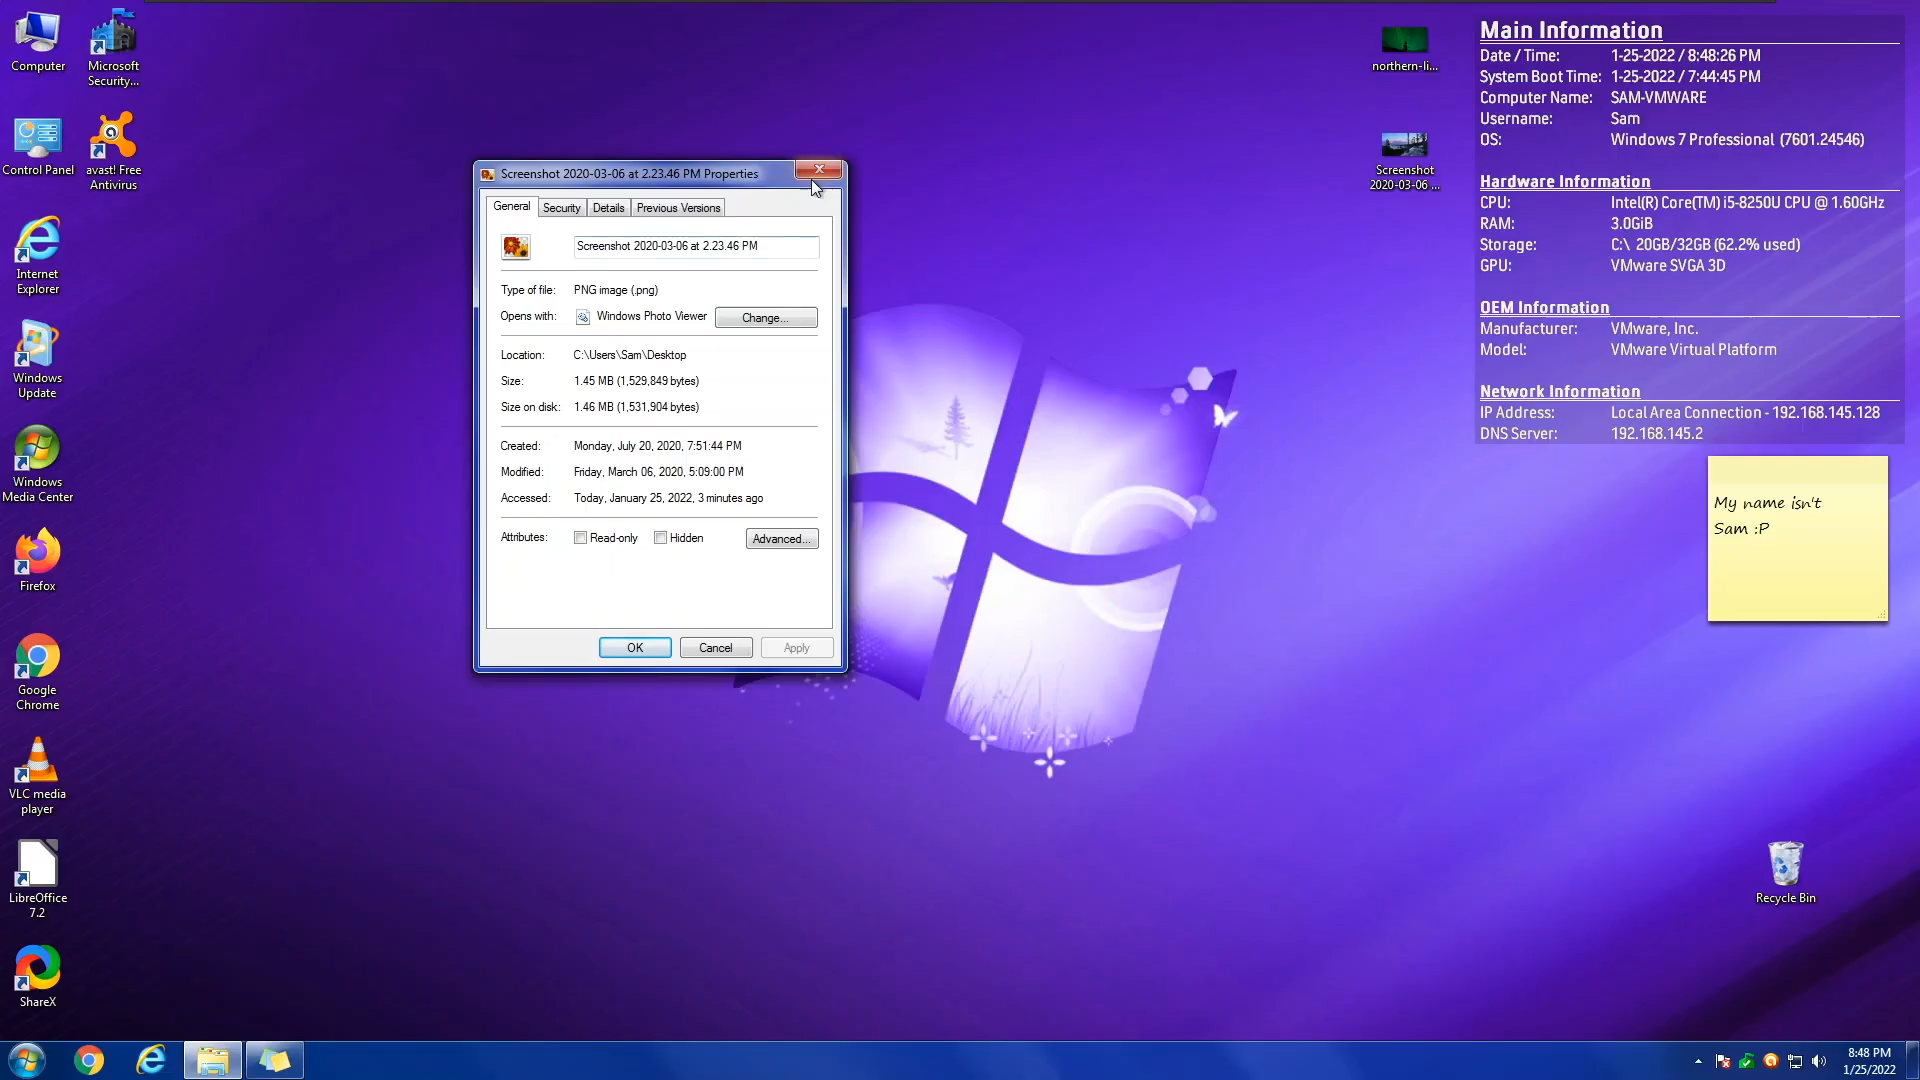 Computer
Microsoft
Security...
Control Panel
avast! Free
Antivirus
Internet
Explorer
Windows
Update
Windows
Media Center
Firefox
Google
Chrome
VLC media
player
LibreOffice
7.2
ShareX
Screenshot 2020-03-06 at 2.23.46 PM Properties
General
Security
Details
Previous Versions
Screenshot 2020-03-06 at 2.23.46 PM
Type of file: PNG image (.png)
Opens with: Windows Photo Viewer
Change...
Location: C:\Users\Sam\Desktop
Size: 1.45 MB (1,529,849 bytes)
Size on disk: 1.46 MB (1,531,904 bytes)
Created: Monday, July 20, 2020, 7:51:44 PM
Modified: Friday, March 06, 2020, 5:09:00 PM
Accessed: Today, January 25, 2022, 3 minutes ago
Attributes: Read-only Hidden
Advanced...
OK
Cancel
Apply
northern-li...
Screenshot
2020-03-06 ...
Main Information
Date / Time: 1-25-2022 / 8:48:26 PM
System Boot Time: 1-25-2022 / 7:44:45 PM
Computer Name: SAM-VMWARE
Username: Sam
OS: Windows 7 Professional (7601.24546)
Hardware Information
CPU: Intel(R) Core(TM) i5-8250U CPU @ 1.60GHz
RAM: 3.0GiB
Storage: C:\ 20GB/32GB (62.2% used)
GPU: VMware SVGA 3D
OEM Information
Manufacturer: VMware, Inc.
Model: VMware Virtual Platform
Network Information
IP Address: Local Area Connection - 192.168.145.128
DNS Server: 192.168.145.2
My name isn't
Sam :P
Recycle Bin
8:48 PM
1/25/2022